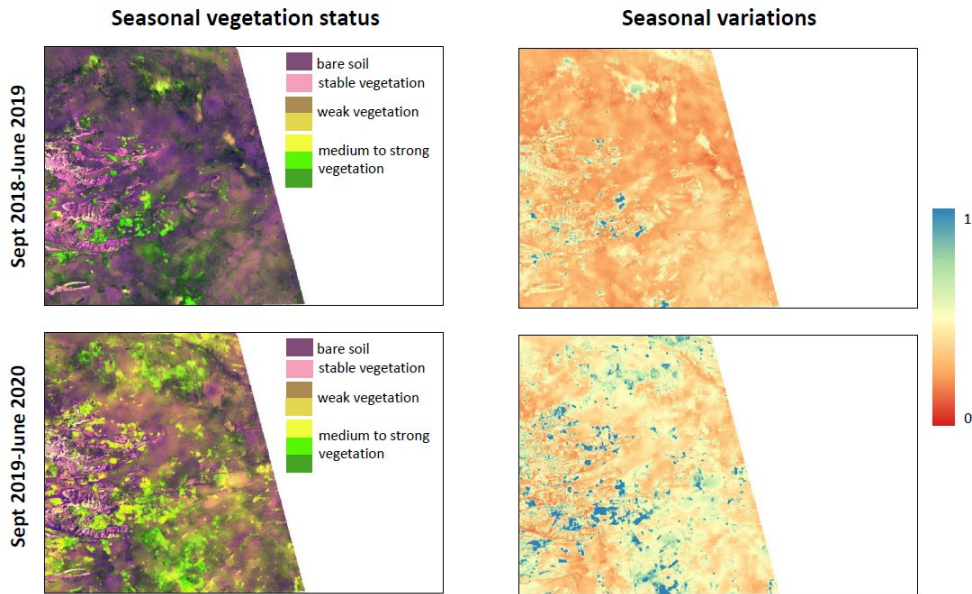 Seasonal vegetation status
Seasonal variations
Sept 2018-June 2019
bare soil
stable vegetation
weak vegetation
medium to strong
vegetation
1
0
Sept 2019-June 2020
bare soil
stable vegetation
weak vegetation
medium to strong
vegetation